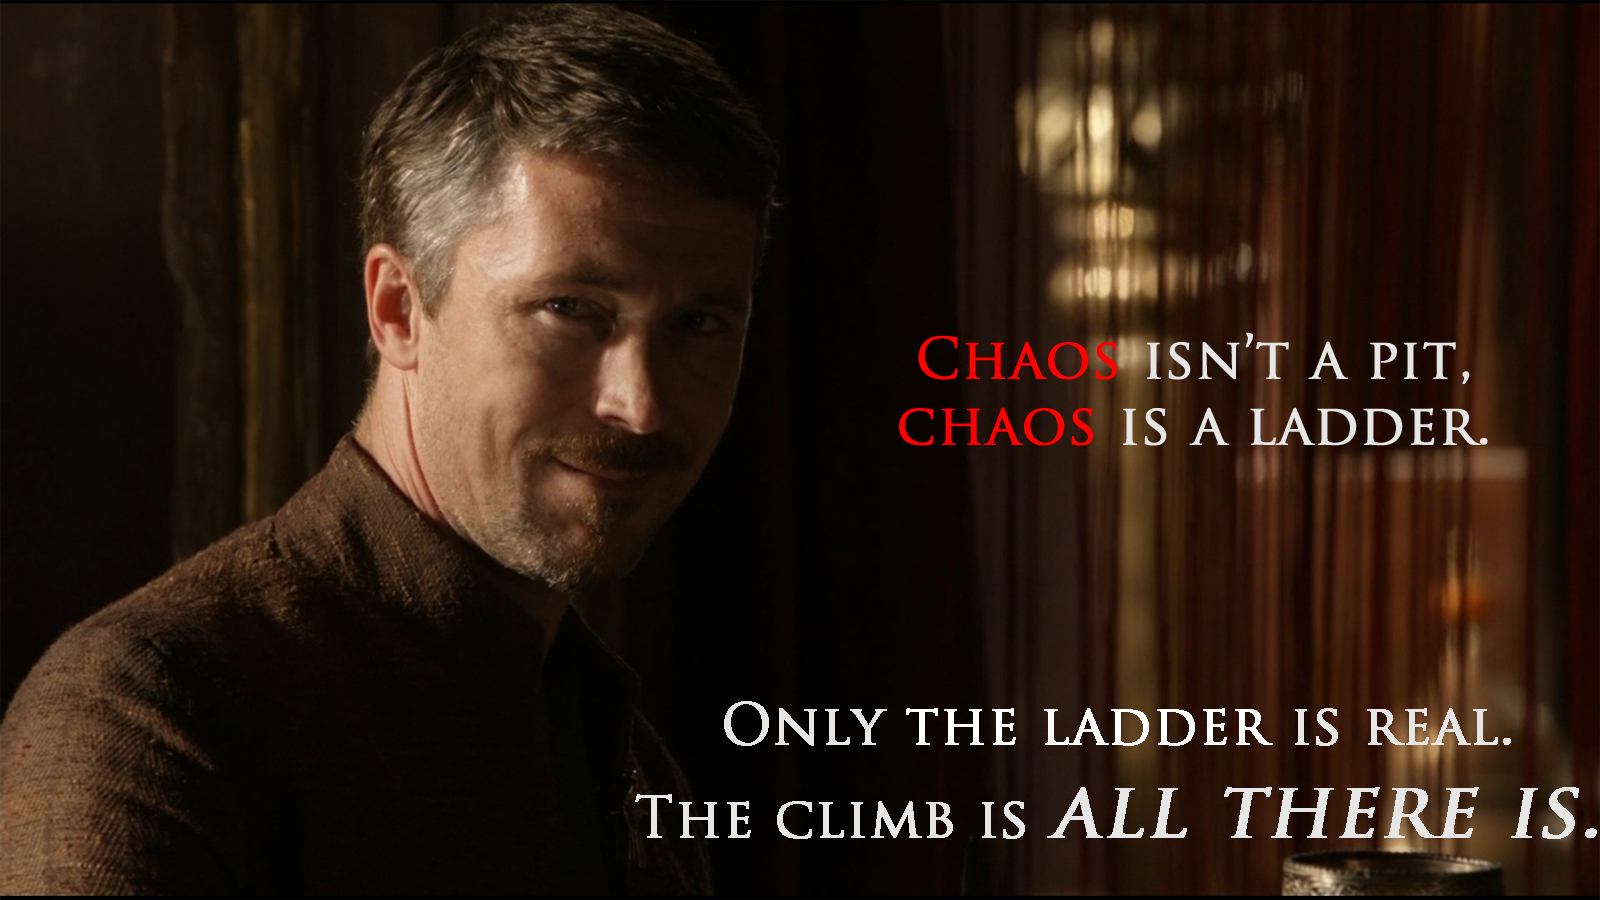 Chaos isn't a pit,
chaos is a ladder.
Only the ladder is real.
The climb is ALL THERE IS.